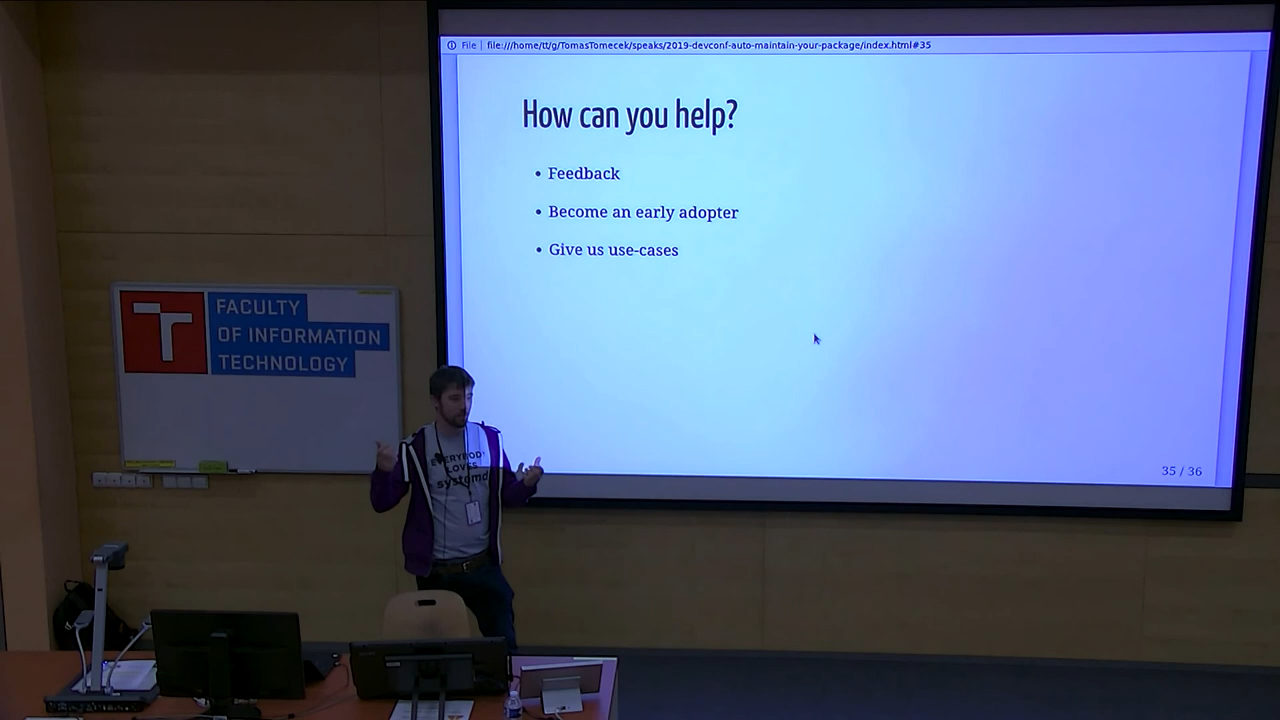 File | file:///home/tt/g/TomasTomecek/speaks/2019-devconf-auto-maintain-your-package/index.html#35
How can you help?
• Feedback
• Become an early adopter
• Give us use-cases
35 / 36
T
FACULTY
OF INFORMATION
TECHNOLOGY
EVERYBODY
LOVES
systemd